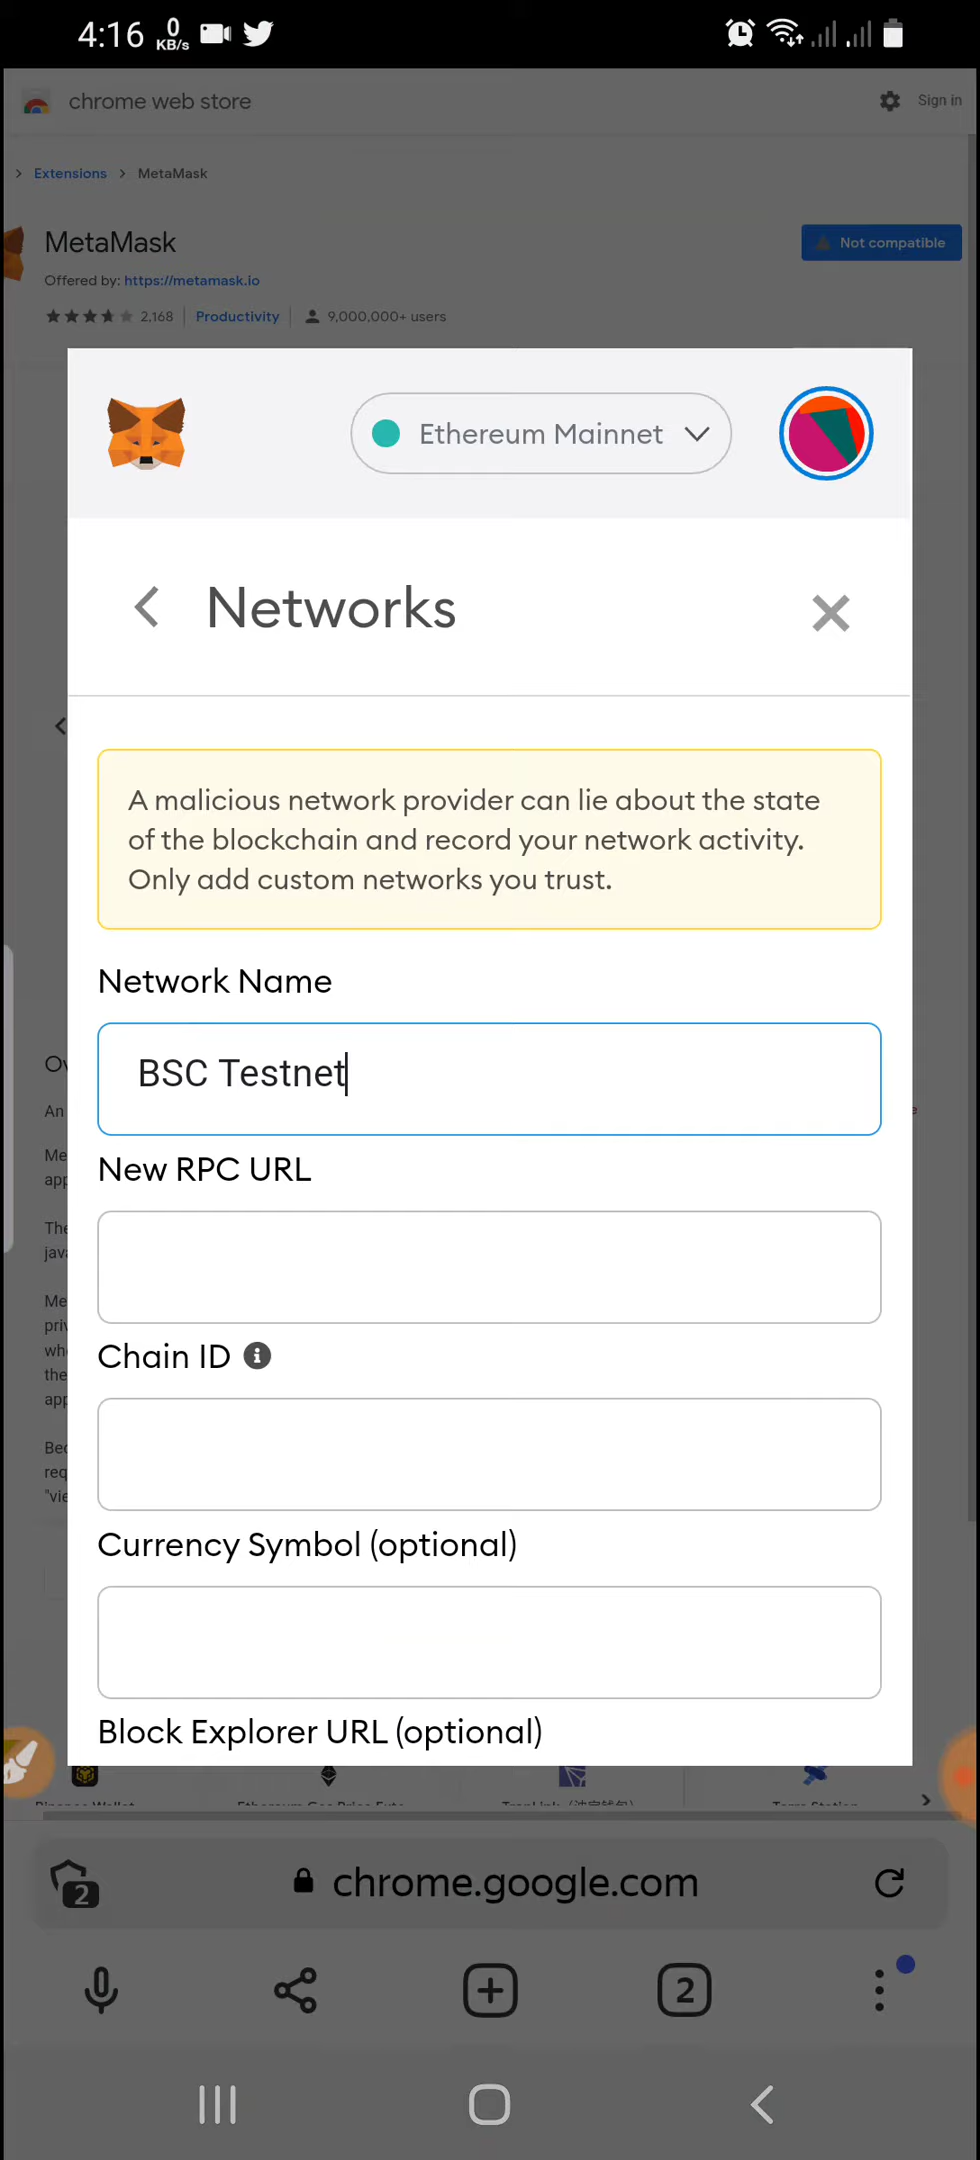 4:16 0 KB/s
chrome web store
Sign in
Extensions
MetaMask
MetaMask
Not compatible
Offered by: https://metamask.io
2,168
Productivity
9,000,000+ users
Ethereum Mainnet
Networks
A malicious network provider can lie about the state
of the blockchain and record your network activity.
Only add custom networks you trust.
Network Name
BSC Testnet
New RPC URL
Chain ID
Currency Symbol (optional)
Block Explorer URL (optional)
An
2
chrome.google.com
2